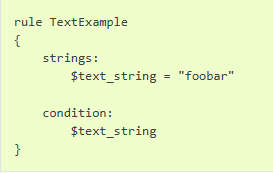 rule TextExample
{
    strings:
        $text_string = "foobar"

    condition:
        $text_string
}